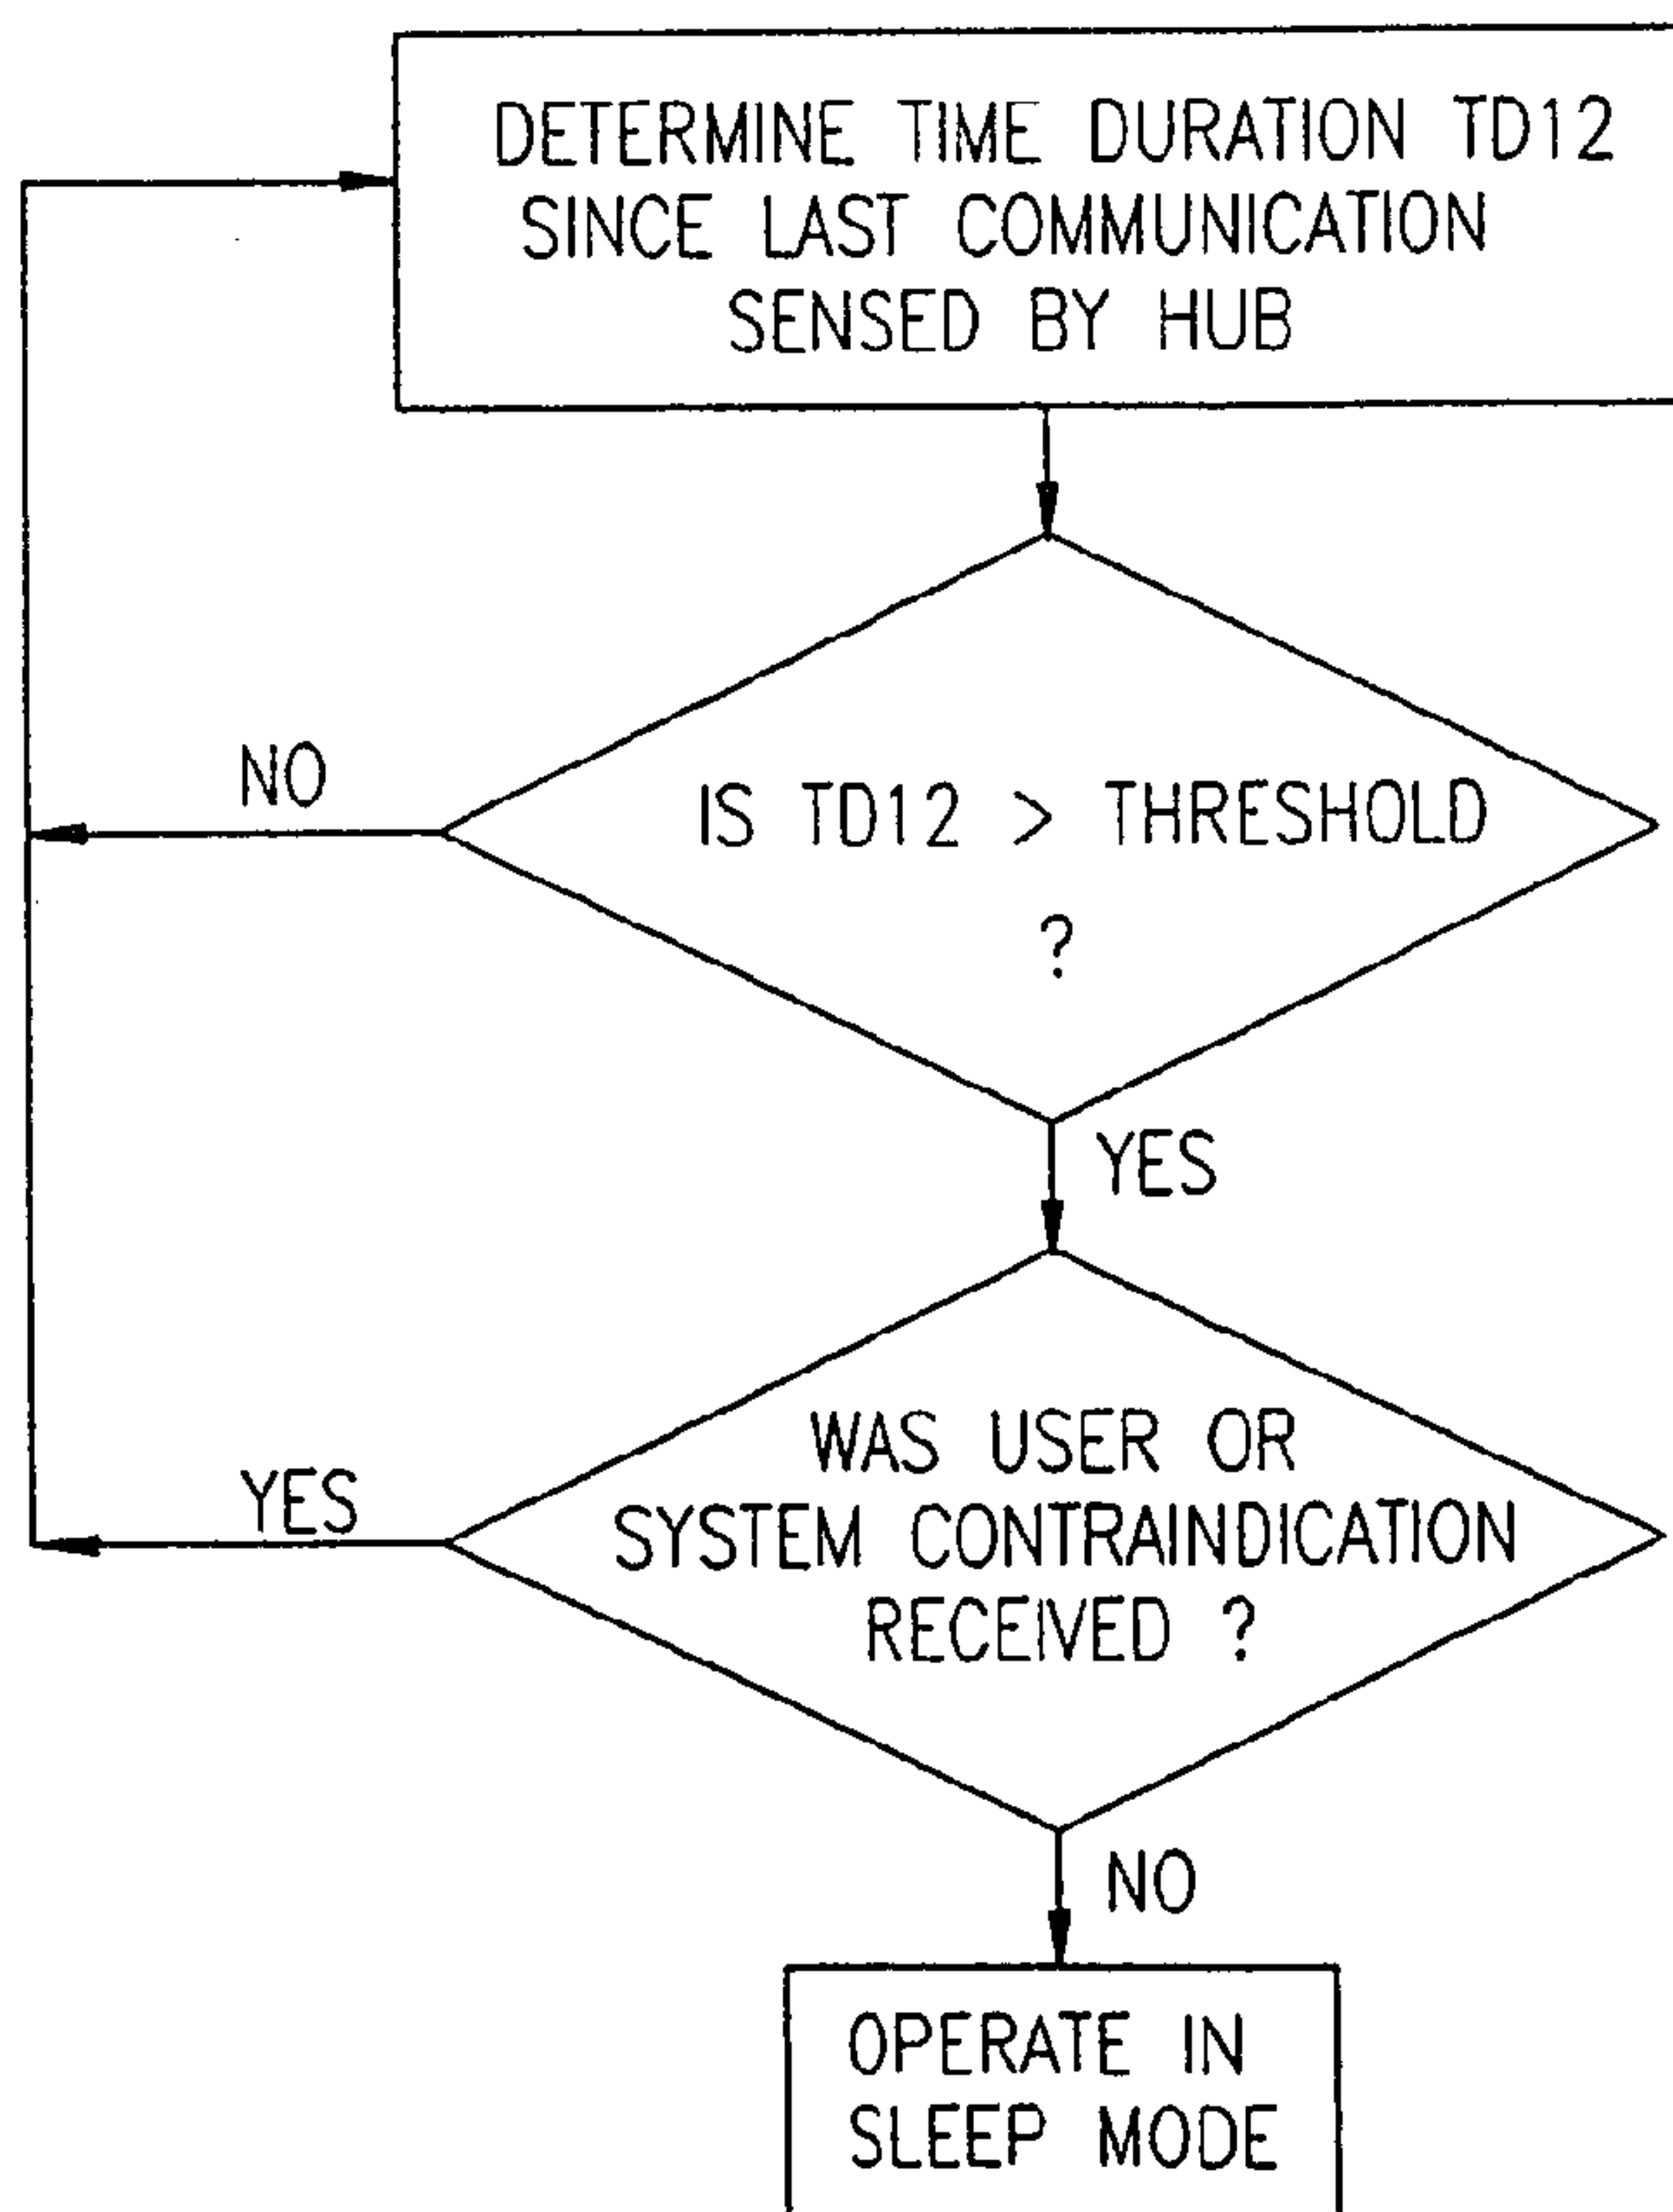 DETERMINE TIME DURATION TD12
SINCE LAST COMMUNICATION
SENSED BY HUB
NO
IS TD12 > THRESHOLD
?
YES
WAS USER OR
SYSTEM CONTRAINDICATION
RECEIVED ?
YES
NO
OPERATE IN
SLEEP MODE